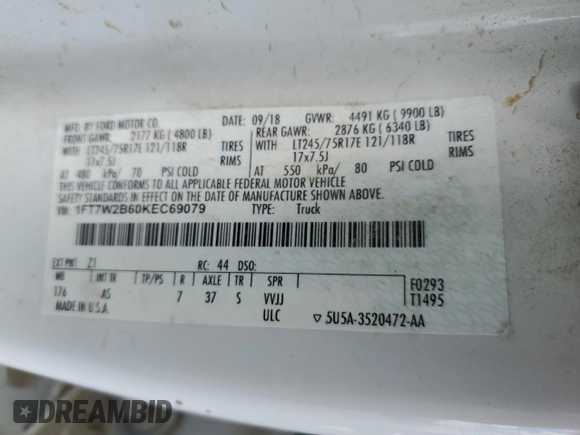 MFD. BY FORD MOTOR CO.
09/18 GVWR: 4491 KG ( 9900 LB)
FRONT GAWR: 2177 KG ( 4800 LB)
REAR GAWR: 2876 KG ( 6340 LB)
WITH LT245/75R17E 121/118R TIRES
WITH LT245/75R17E 121/118R TIRES
17x7.5J RIMS
17x7.5J RIMS
AT 480 kPa/ 70 PSI COLD
AT 550 kPa/ 80 PSI COLD
THIS VEHICLE CONFORMS TO ALL APPLICABLE FEDERAL MOTOR VEHICLE
SAFETY STANDARDS IN EFFECT ON THE DATE OF MANUFACTURE SHOWN ABOVE.
VIN: 1FT7W2B60KEC69079
TYPE: Truck
EXT PNT: Z1 RC: 44 DSO:
WB INT TR TP/PS R AXLE TR SPR
176 AS 7 37 S VVJJ
F0293
T1495
MADE IN U.S.A. ULC
▽ 5U5A-3520472-AA
DREAMBID